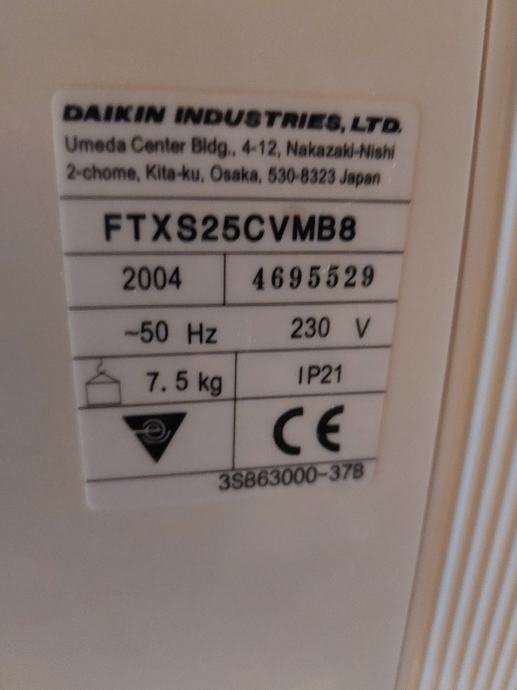 DAIKIN INDUSTRIES, LTD.
Umeda Center Bldg., 4-12, Nakazaki-Nishi
2-chome, Kita-ku, Osaka, 530-8323 Japan
FTXS25CVMB8
2004 4695529
~50 Hz 230 V
7.5 kg IP21
CE
3SB63000-37B